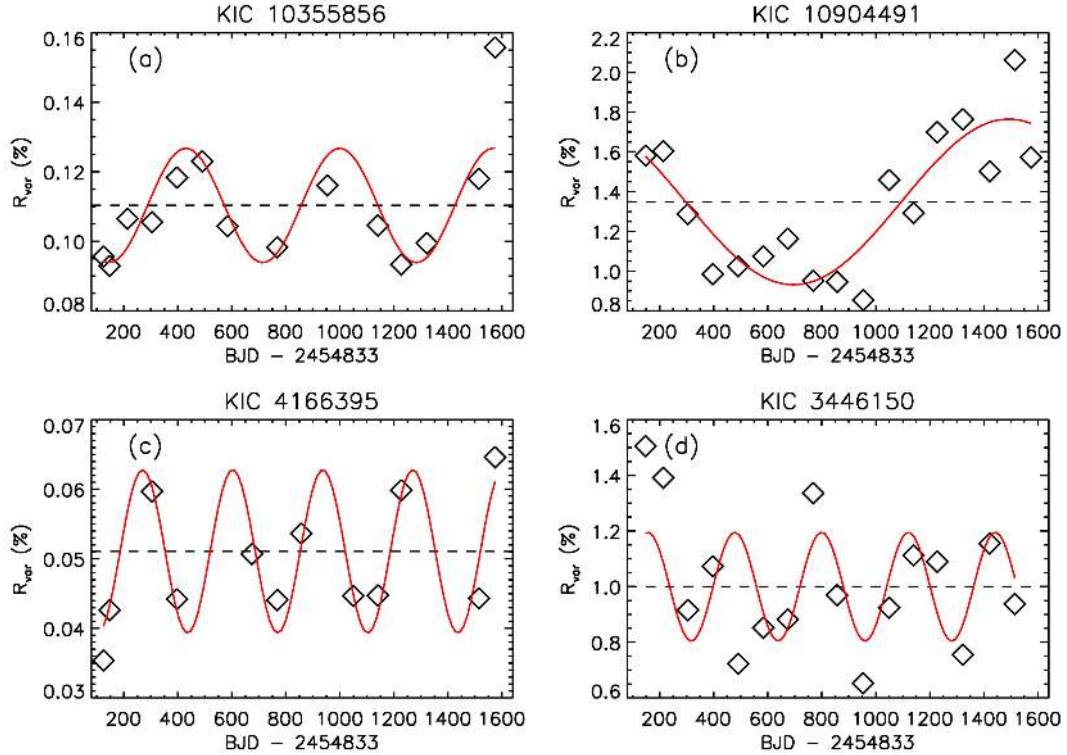 KIC 10355856
(a)
R_var (%)
0.16
0.14
0.12
0.10
0.08
200 400 600 800 1000 1200 1400 1600
BJD - 2454833
KIC 10904491
(b)
R_var (%)
2.2
2.0
1.8
1.6
1.4
1.2
1.0
0.8
200 400 600 800 1000 1200 1400 1600
BJD - 2454833
KIC 4166395
(c)
R_var (%)
0.07
0.06
0.05
0.04
0.03
200 400 600 800 1000 1200 1400 1600
BJD - 2454833
KIC 3446150
(d)
R_var (%)
1.6
1.4
1.2
1.0
0.8
0.6
200 400 600 800 1000 1200 1400 1600
BJD - 2454833